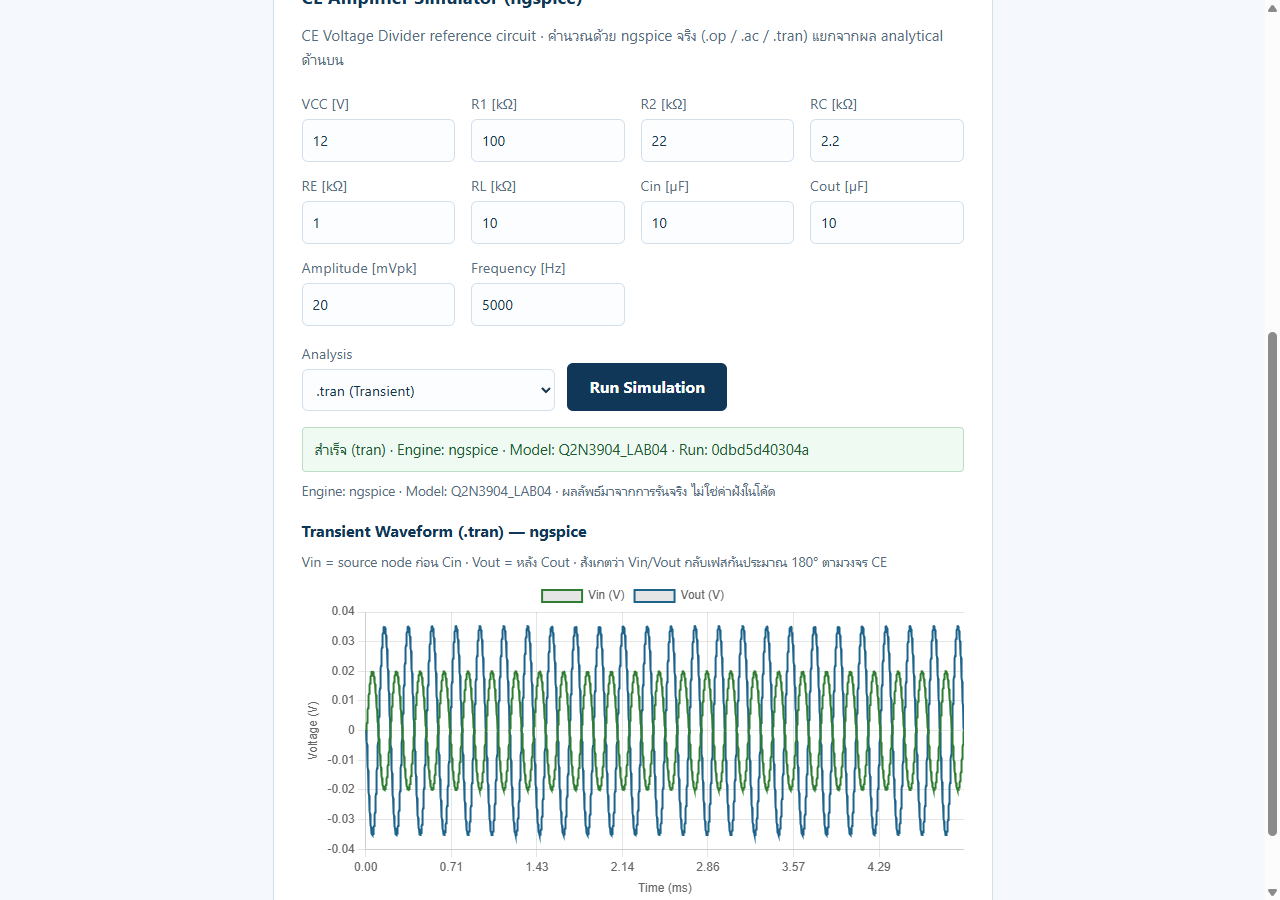 CE Amplifier Simulator (ngspice)
CE Voltage Divider reference circuit · คำนวณด้วย ngspice จริง (.op / .ac / .tran) แยกจากผล analytical
ด้านบน
VCC [V] R1 [kΩ] R2 [kΩ] RC [kΩ]
12 100 22 2.2
RE [kΩ] RL [kΩ] Cin [µF] Cout [µF]
1 10 10 10
Amplitude [mVpk] Frequency [Hz]
20 5000
Analysis
.tran (Transient) Run Simulation
สำเร็จ (tran) · Engine: ngspice · Model: Q2N3904_LAB04 · Run: 0dbd5d40304a
Engine: ngspice · Model: Q2N3904_LAB04 · ผลลัพธ์มาจากการรันจริง ไม่ใช่ค่าฝังในโค้ด
Transient Waveform (.tran) — ngspice
Vin = source node ก่อน Cin · Vout = หลัง Cout · สังเกตว่า Vin/Vout กลับเฟสกันประมาณ 180° ตามวงจร CE
Vin (V) Vout (V)
0.04
0.03
0.02
0.01
0
-0.01
-0.02
-0.03
-0.04
Voltage (V)
0.00 0.71 1.43 2.14 2.86 3.57 4.29
Time (ms)